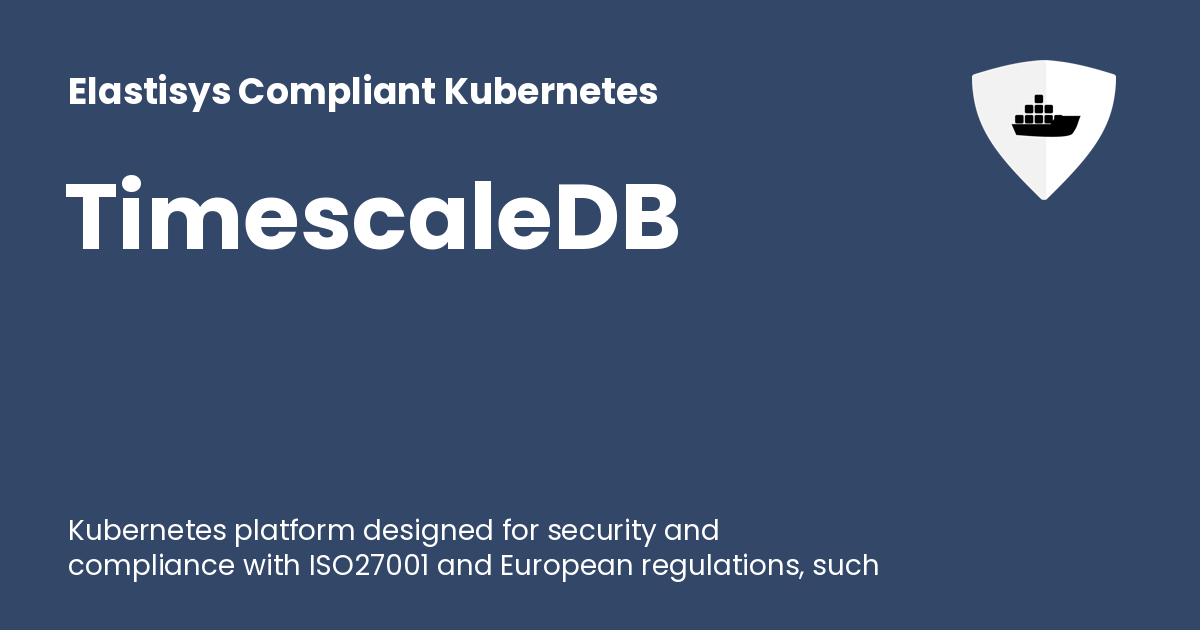 Elastisys Compliant Kubernetes
TimescaleDB
Kubernetes platform designed for security and
compliance with ISO27001 and European regulations, such